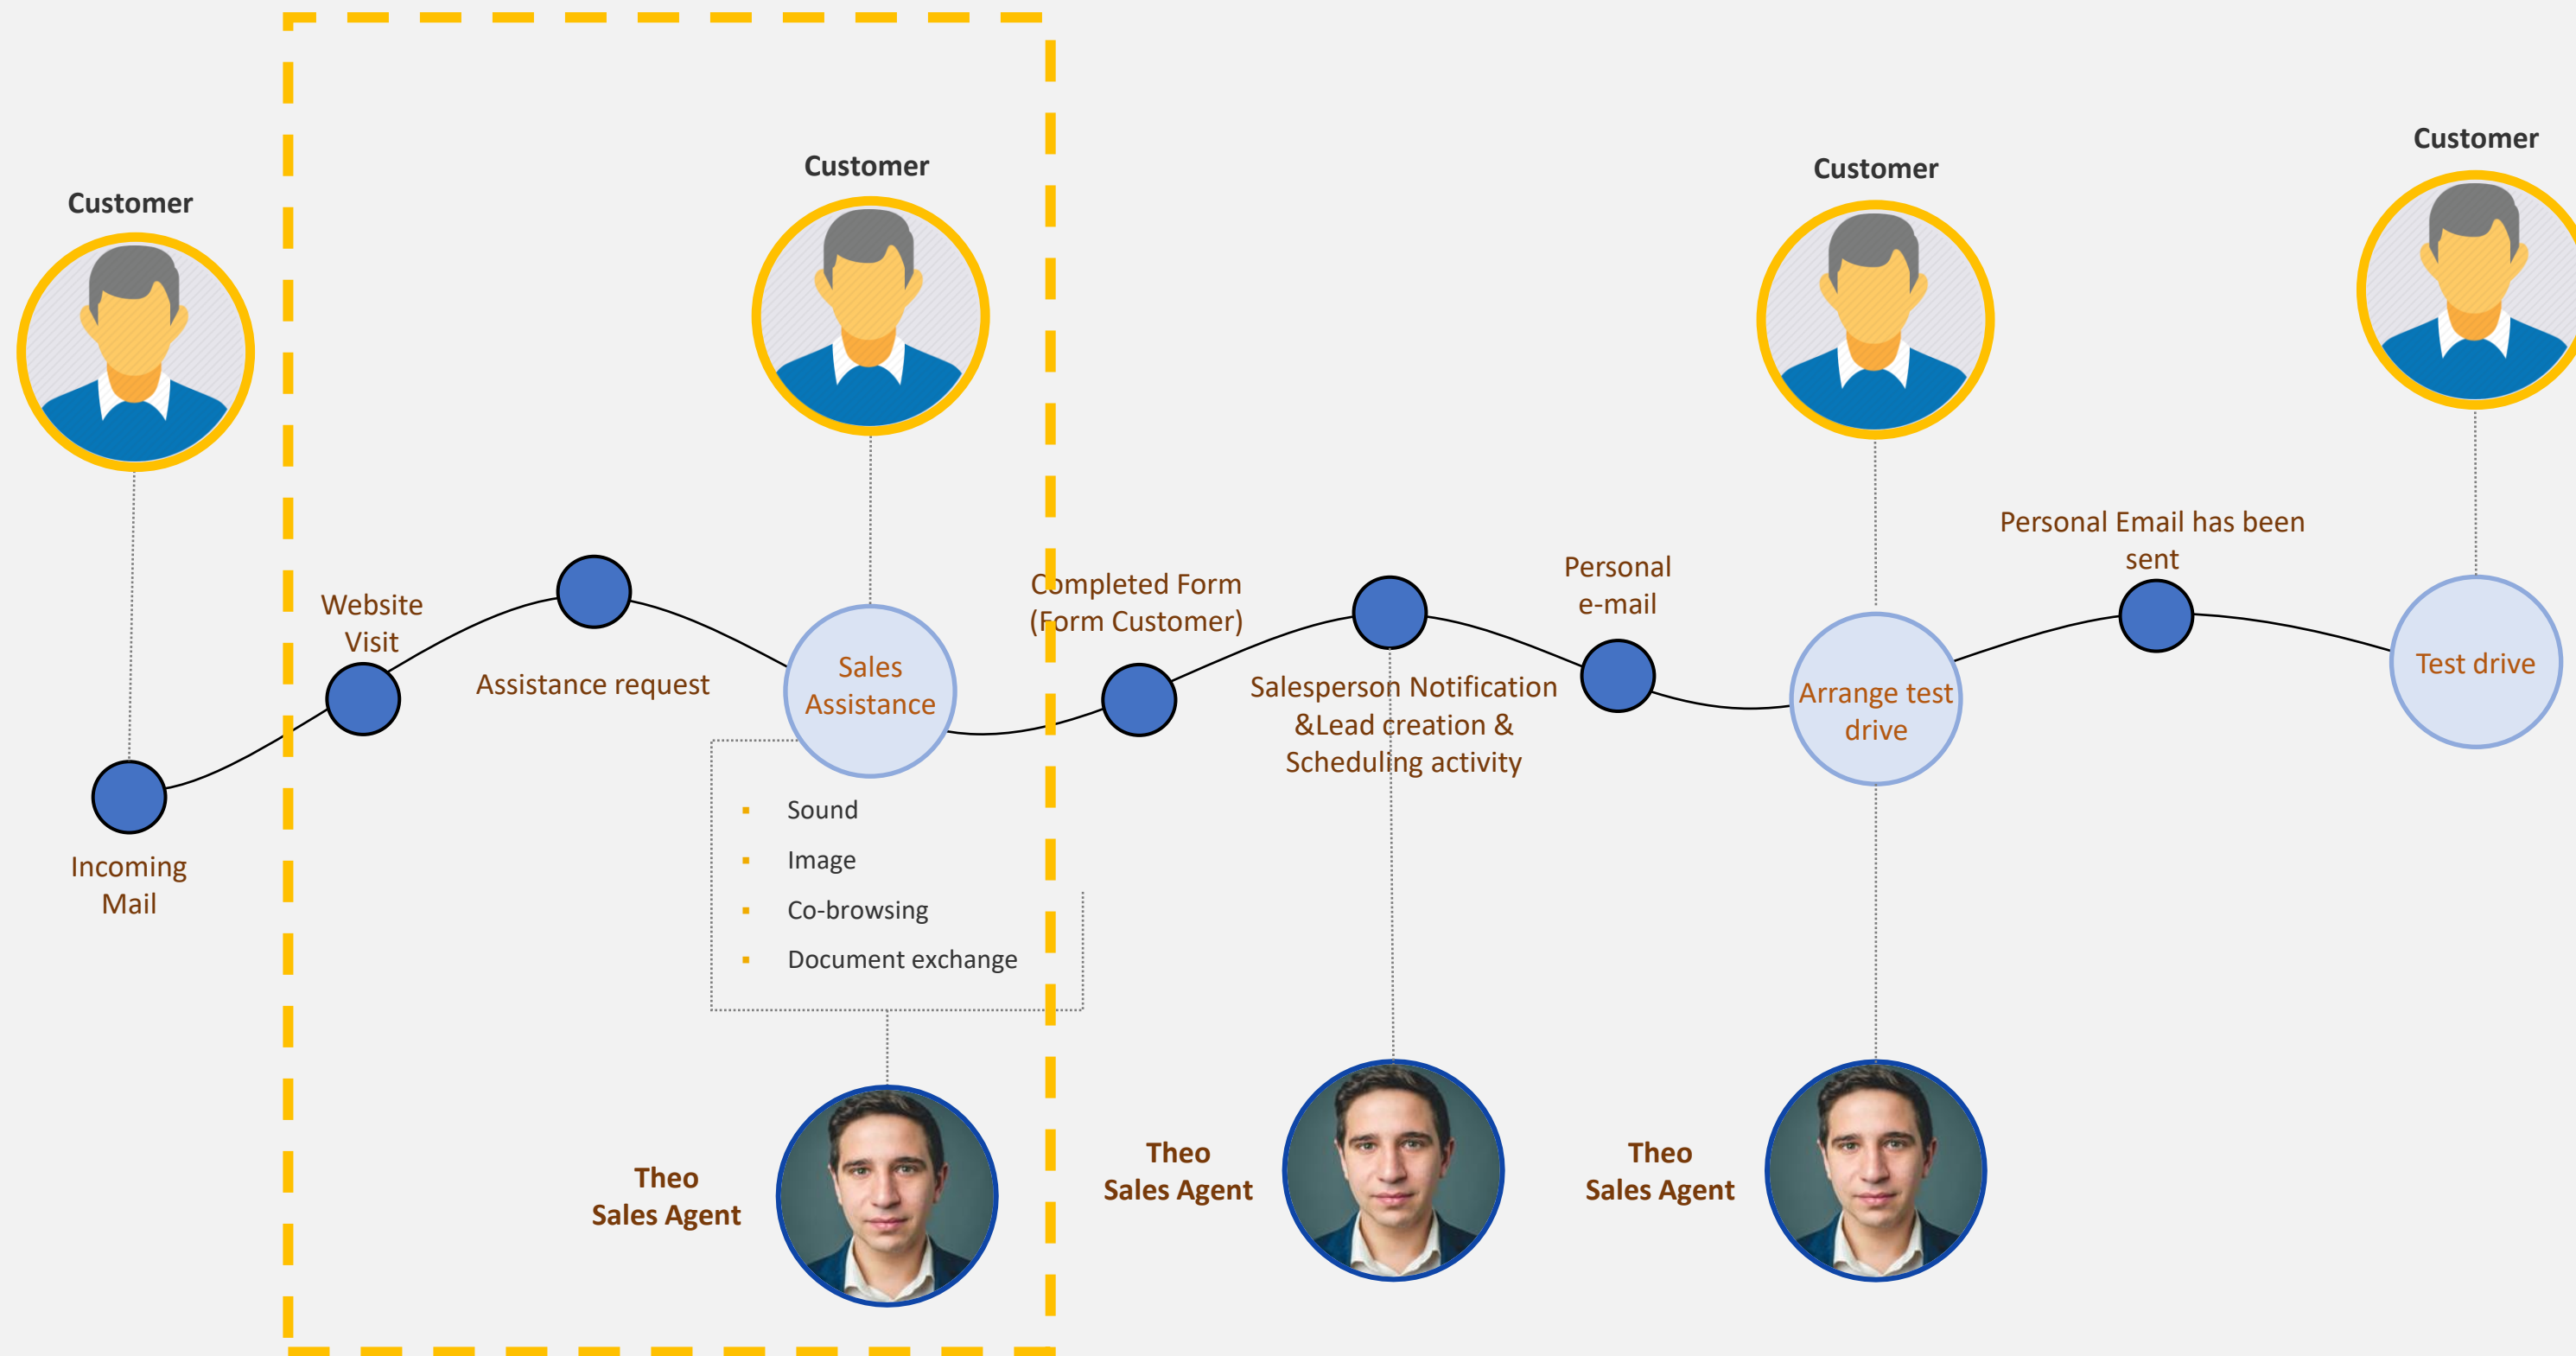 Customer
Incoming
Mail
Website
Visit
Assistance request
Customer
Sales
Assistance
▪ Sound
▪ Image
▪ Co-browsing
▪ Document exchange
Theo
Sales Agent
Completed Form
(Form Customer)
Salesperson Notification
&Lead creation &
Scheduling activity
Theo
Sales Agent
Personal
e-mail
Customer
Arrange test
drive
Theo
Sales Agent
Personal Email has been
sent
Customer
Test drive